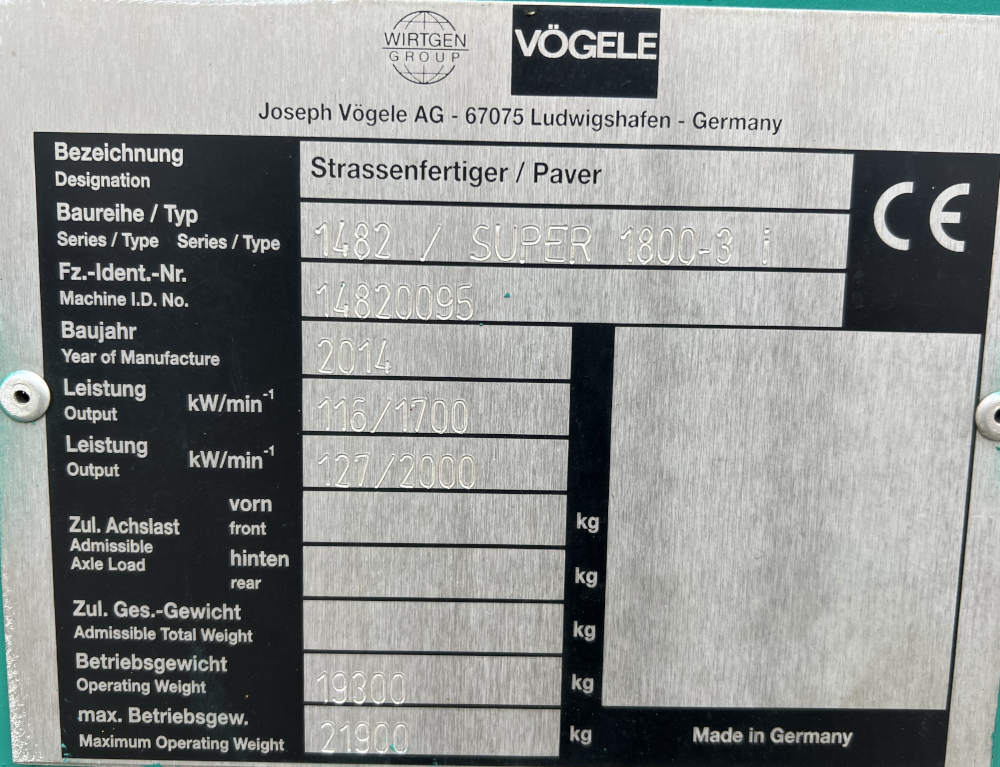 WIRTGEN
GROUP
VÖGELE
Joseph Vögele AG - 67075 Ludwigshafen - Germany
Bezeichnung
Designation
Strassenfertiger / Paver
CE
Baureihe / Typ
Series / Type Series / Type
1482 / SUPER 1800-3 i
Fz.-Ident.-Nr.
Machine I.D. No.
14820095
Baujahr
Year of Manufacture
2014
Leistung
Output
kW/min-1
116/1700
Leistung
Output
kW/min-1
127/2000
Zul. Achslast
Admissible
Axle Load
vorn
front
kg
hinten
rear
kg
Zul. Ges.-Gewicht
Admissible Total Weight
kg
Betriebsgewicht
Operating Weight
19300
kg
max. Betriebsgew.
Maximum Operating Weight
21900
kg
Made in Germany